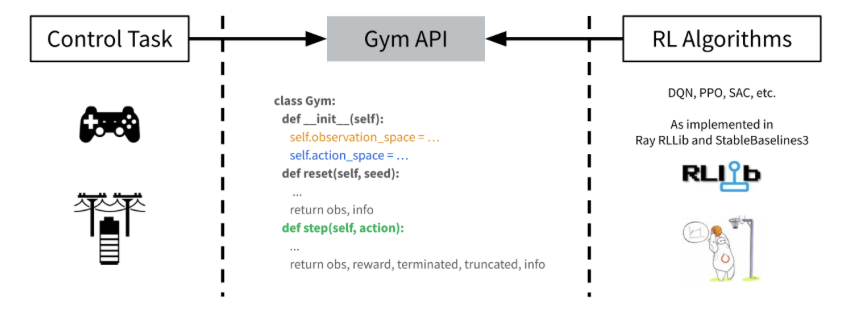 Control Task
Gym API
RL Algorithms
class Gym:
def __init__(self):
self.observation_space = ...
self.action_space = ...
def reset(self, seed):
...
return obs, info
def step(self, action):
...
return obs, reward, terminated, truncated, info
DQN, PPO, SAC, etc.
As implemented in
Ray RLLib and StableBaselines3
RLlib